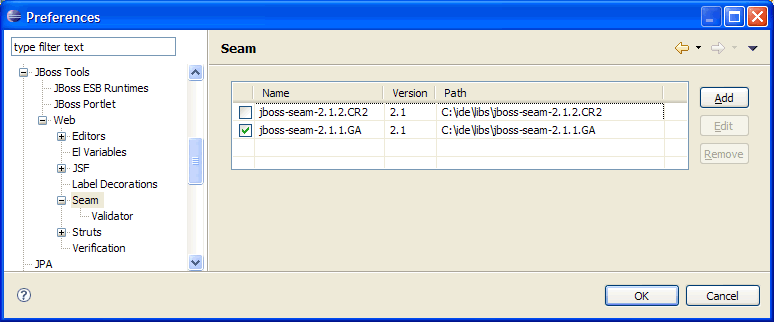 Preferences
type filter text
JBoss Tools
JBoss ESB Runtimes
JBoss Portlet
Web
Editors
El Variables
JSF
Label Decorations
Seam
Validator
Struts
Verification
JPA
Seam
Name Version Path
jboss-seam-2.1.2.CR2 2.1 C:\ide\libs\jboss-seam-2.1.2.CR2
jboss-seam-2.1.1.GA 2.1 C:\ide\libs\jboss-seam-2.1.1.GA
Add
Edit
Remove
?
OK Cancel